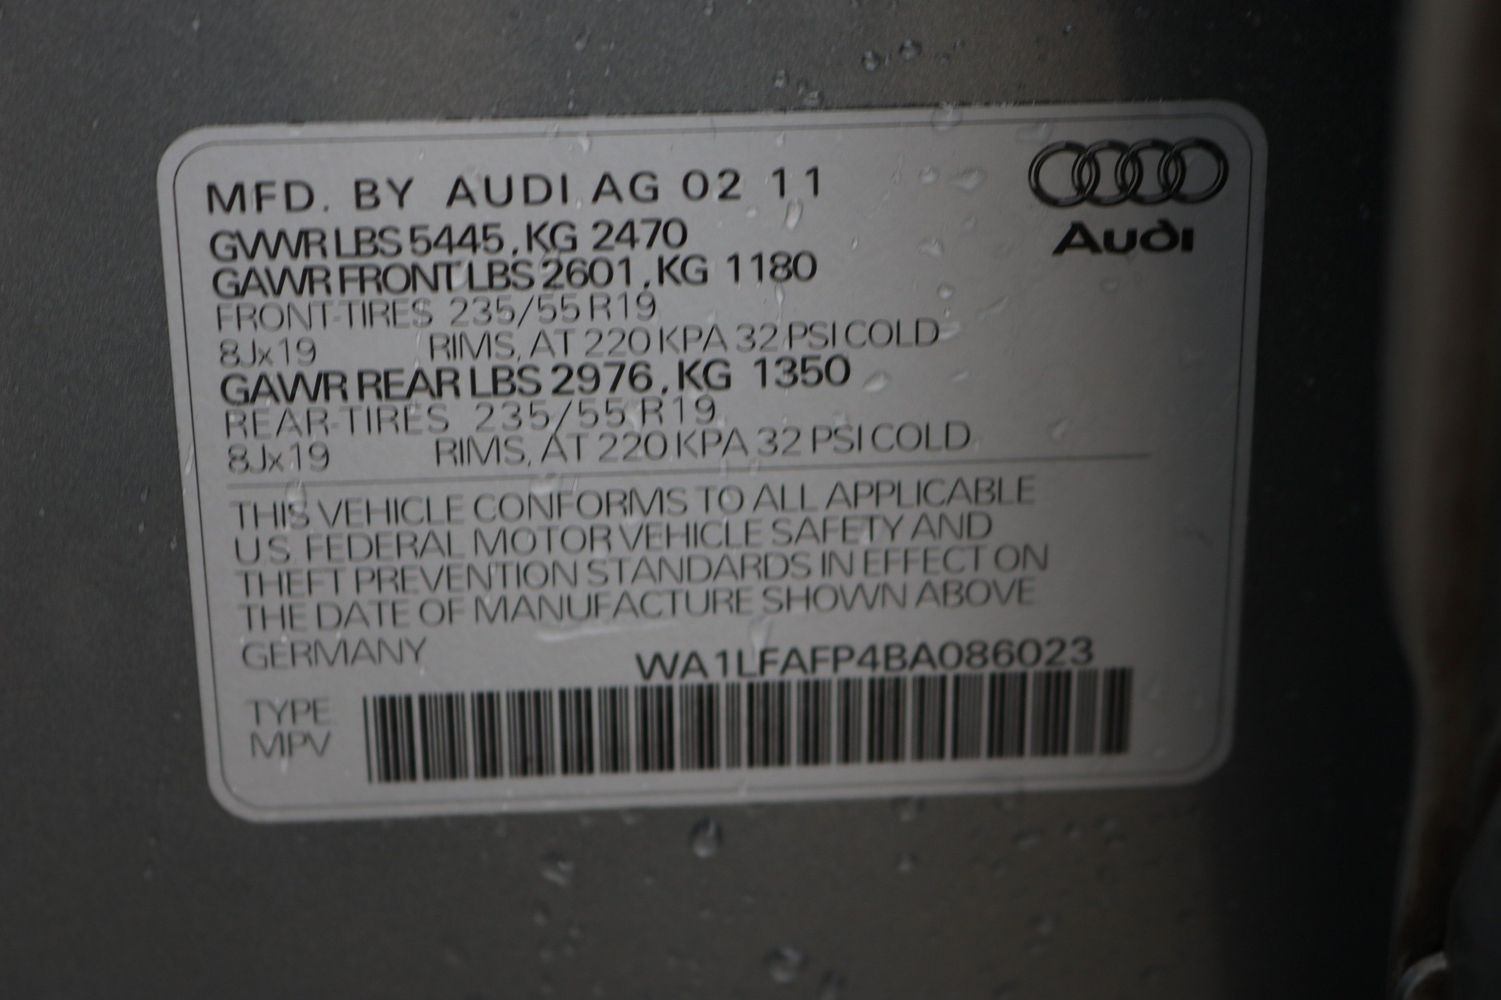 MFD. BY AUDI AG 02 11
Audi
GVWR LBS 5445, KG 2470
GAWR FRONT LBS 2601, KG 1180
FRONT-TIRES 235/55 R19
8Jx19 RIMS, AT 220 KPA 32 PSI COLD
GAWR REAR LBS 2976, KG 1350
REAR-TIRES 235/55 R19
8Jx19 RIMS, AT 220 KPA 32 PSI COLD
THIS VEHICLE CONFORMS TO ALL APPLICABLE
U.S. FEDERAL MOTOR VEHICLE SAFETY AND
THEFT PREVENTION STANDARDS IN EFFECT ON
THE DATE OF MANUFACTURE SHOWN ABOVE
GERMANY WA1LFAFP4BA086023
TYPE
MPV